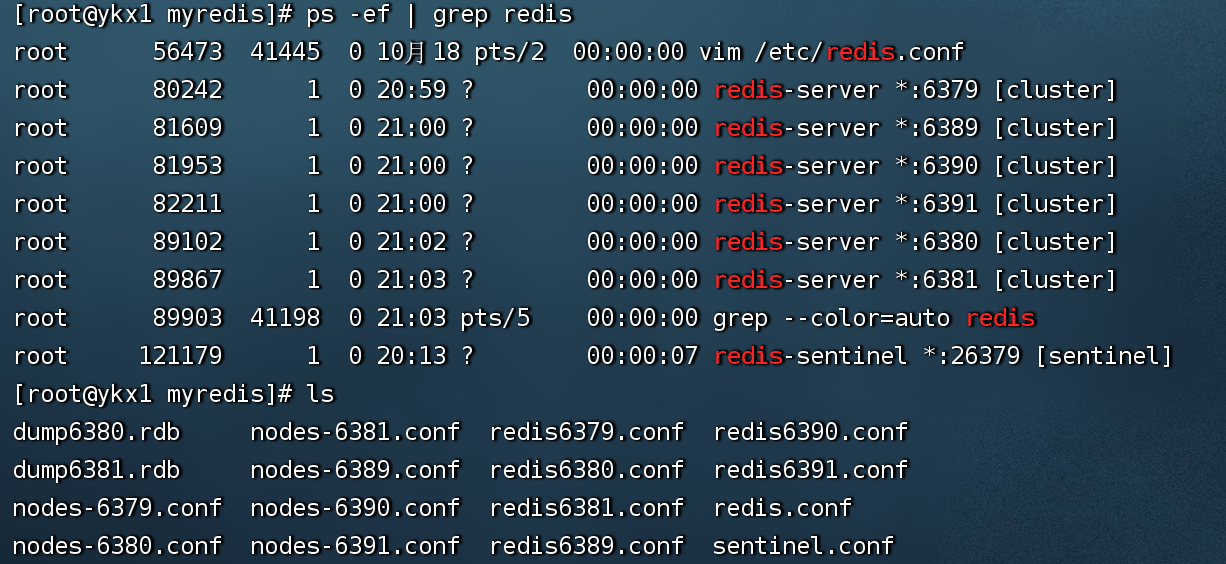 [root@ykx1 myredis]# ps -ef | grep redis
root      56473  41445  0 10月18 pts/2  00:00:00 vim /etc/redis.conf
root      80242      1  0 20:59 ?        00:00:00 redis-server *:6379 [cluster]
root      81609      1  0 21:00 ?        00:00:00 redis-server *:6389 [cluster]
root      81953      1  0 21:00 ?        00:00:00 redis-server *:6390 [cluster]
root      82211      1  0 21:00 ?        00:00:00 redis-server *:6391 [cluster]
root      89102      1  0 21:02 ?        00:00:00 redis-server *:6380 [cluster]
root      89867      1  0 21:03 ?        00:00:00 redis-server *:6381 [cluster]
root      89903  41198  0 21:03 pts/5    00:00:00 grep --color=auto redis
root     121179      1  0 20:13 ?        00:00:07 redis-sentinel *:26379 [sentinel]
[root@ykx1 myredis]# ls
dump6380.rdb     nodes-6381.conf  redis6379.conf  redis6390.conf
dump6381.rdb     nodes-6389.conf  redis6380.conf  redis6391.conf
nodes-6379.conf  nodes-6390.conf  redis6381.conf  redis.conf
nodes-6380.conf  nodes-6391.conf  redis6389.conf  sentinel.conf